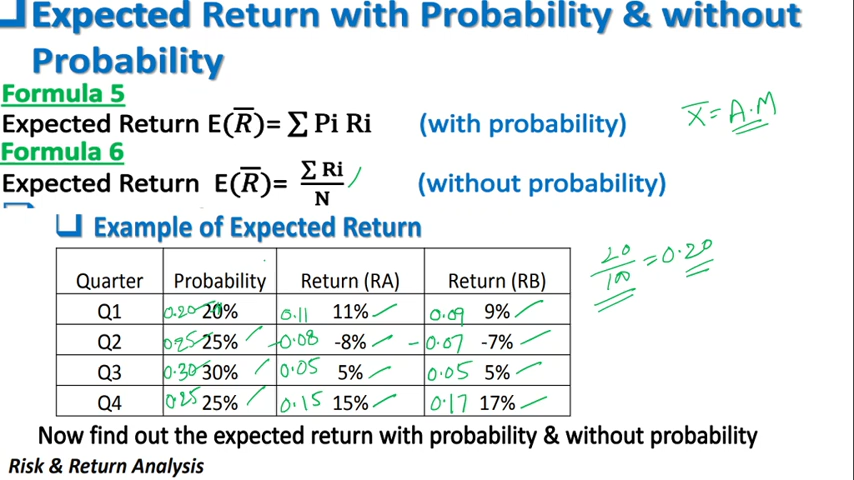 ❑Expected Return with Probability & without
Probability
Formula 5
Expected Return E(R̅)= ∑ Pi Ri (with probability) x̅ = A.M
Formula 6
Expected Return E(R̅)= ∑ Ri / N (without probability)
❑ Example of Expected Return
20/100 = 0.20
Quarter Probability Return (RA) Return (RB)
Q1 0.20 20% 0.11 11% 0.09 9%
Q2 0.25 25% -0.08 -8% -0.07 -7%
Q3 0.30 30% 0.05 5% 0.05 5%
Q4 0.25 25% 0.15 15% 0.17 17%
Now find out the expected return with probability & without probability
Risk & Return Analysis